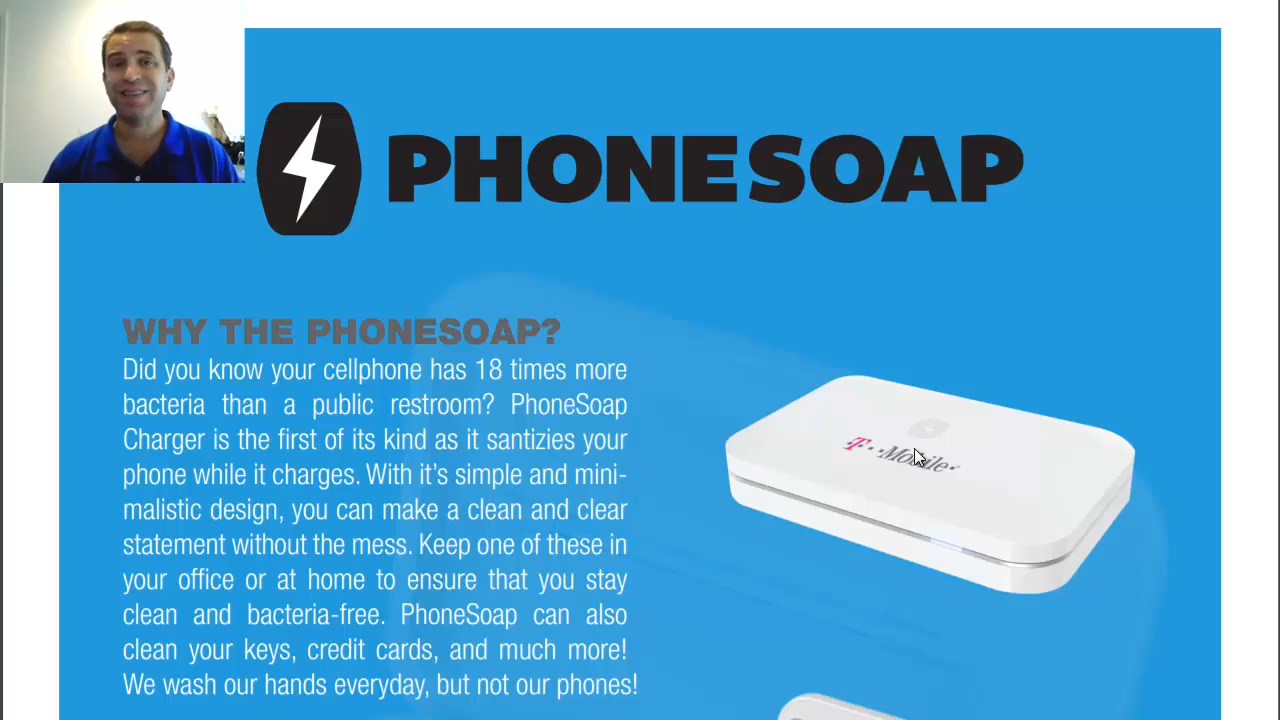 PHONESOAP
WHY THE PHONESOAP?
Did you know your cellphone has 18 times more
bacteria than a public restroom? PhoneSoap
Charger is the first of its kind as it santizies your
phone while it charges. With it’s simple and mini-
malistic design, you can make a clean and clear
statement without the mess. Keep one of these in
your office or at home to ensure that you stay
clean and bacteria-free. PhoneSoap can also
clean your keys, credit cards, and much more!
We wash our hands everyday, but not our phones!
T··Mobile·